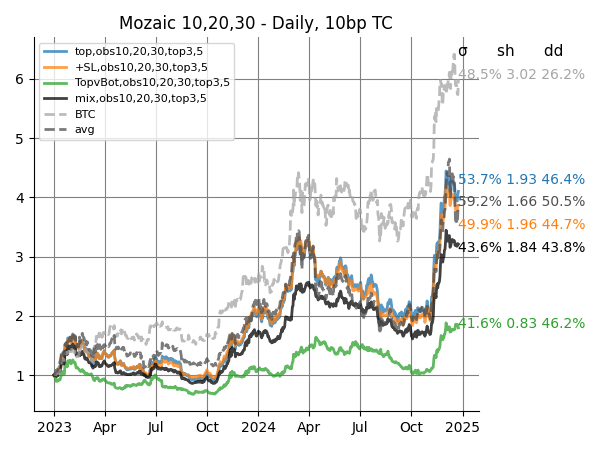 Mozaic 10,20,30 - Daily, 10bp TC
top,obs10,20,30,top3,5
+SL,obs10,20,30,top3,5
TopvBot,obs10,20,30,top3,5
mix,obs10,20,30,top3,5
BTC
avg
σ sh dd
48.5% 3.02 26.2%
53.7% 1.93 46.4%
59.2% 1.66 50.5%
49.9% 1.96 44.7%
43.6% 1.84 43.8%
41.6% 0.83 46.2%
6
5
4
3
2
1
2023 Apr Jul Oct 2024 Apr Jul Oct 2025